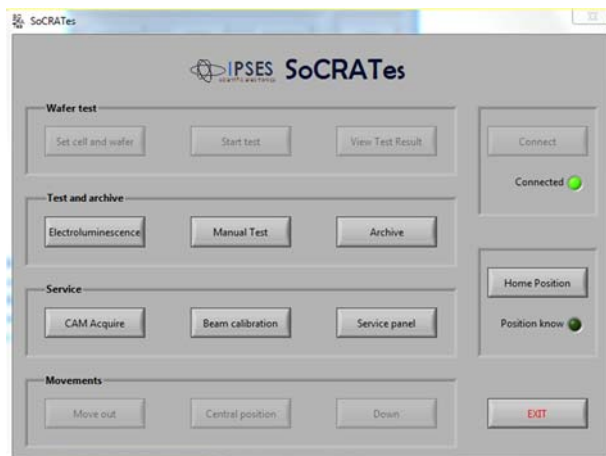 SoCRATes
IPSES SoCRATes
scientific electronics
Wafer test
Set cell and wafer Start test View Test Result
Connect
Connected
Test and archive
Electroluminescence Manual Test Archive
Home Position
Position know
Service
CAM Acquire Beam calibration Service panel
Movements
Move out Central position Down
EXIT